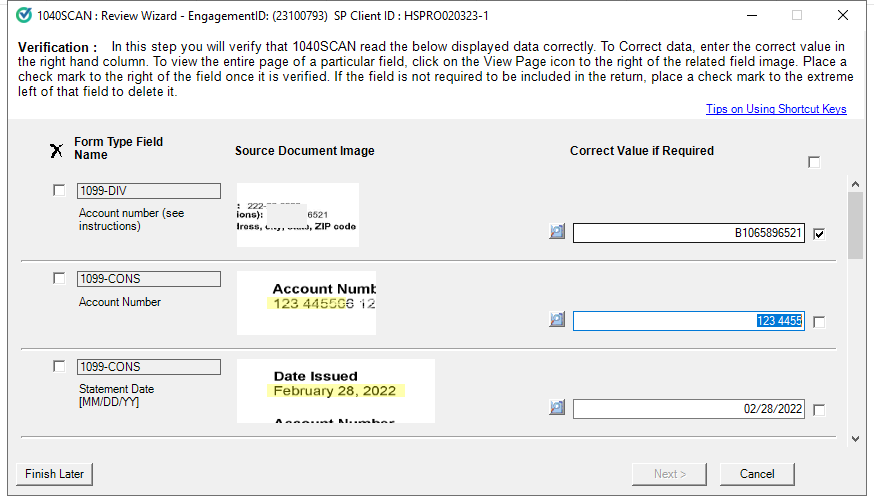 1040SCAN : Review Wizard - EngagementID: (23100793) SP Client ID : HSPRO020323-1
Verification : In this step you will verify that 1040SCAN read the below displayed data correctly. To Correct data, enter the correct value in
the right hand column. To view the entire page of a particular field, click on the View Page icon to the right of the related field image. Place a
check mark to the right of the field once it is verified. If the field is not required to be included in the return, place a check mark to the extreme
left of that field to delete it.
Tips on Using Shortcut Keys
X Form Type Field
Name
Source Document Image
Correct Value if Required
1099-DIV
Account number (see
instructions)
: 222-
ions): 6521
ZIP code
B1065896521
1099-CONS
Account Number
Account Numb
123 445566 12
123 4455
1099-CONS
Statement Date
[MM/DD/YY]
Date Issued
February 28, 2022
Account Number
02/28/2022
Finish Later
Next >
Cancel